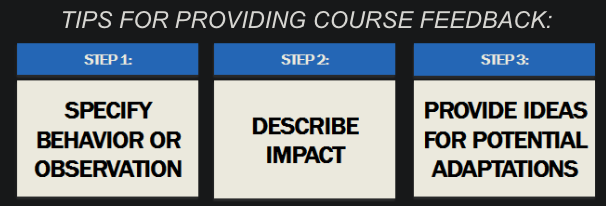 TIPS FOR PROVIDING COURSE FEEDBACK:
STEP 1:
SPECIFY
BEHAVIOR OR
OBSERVATION
STEP 2:
DESCRIBE
IMPACT
STEP 3:
PROVIDE IDEAS
FOR POTENTIAL
ADAPTATIONS